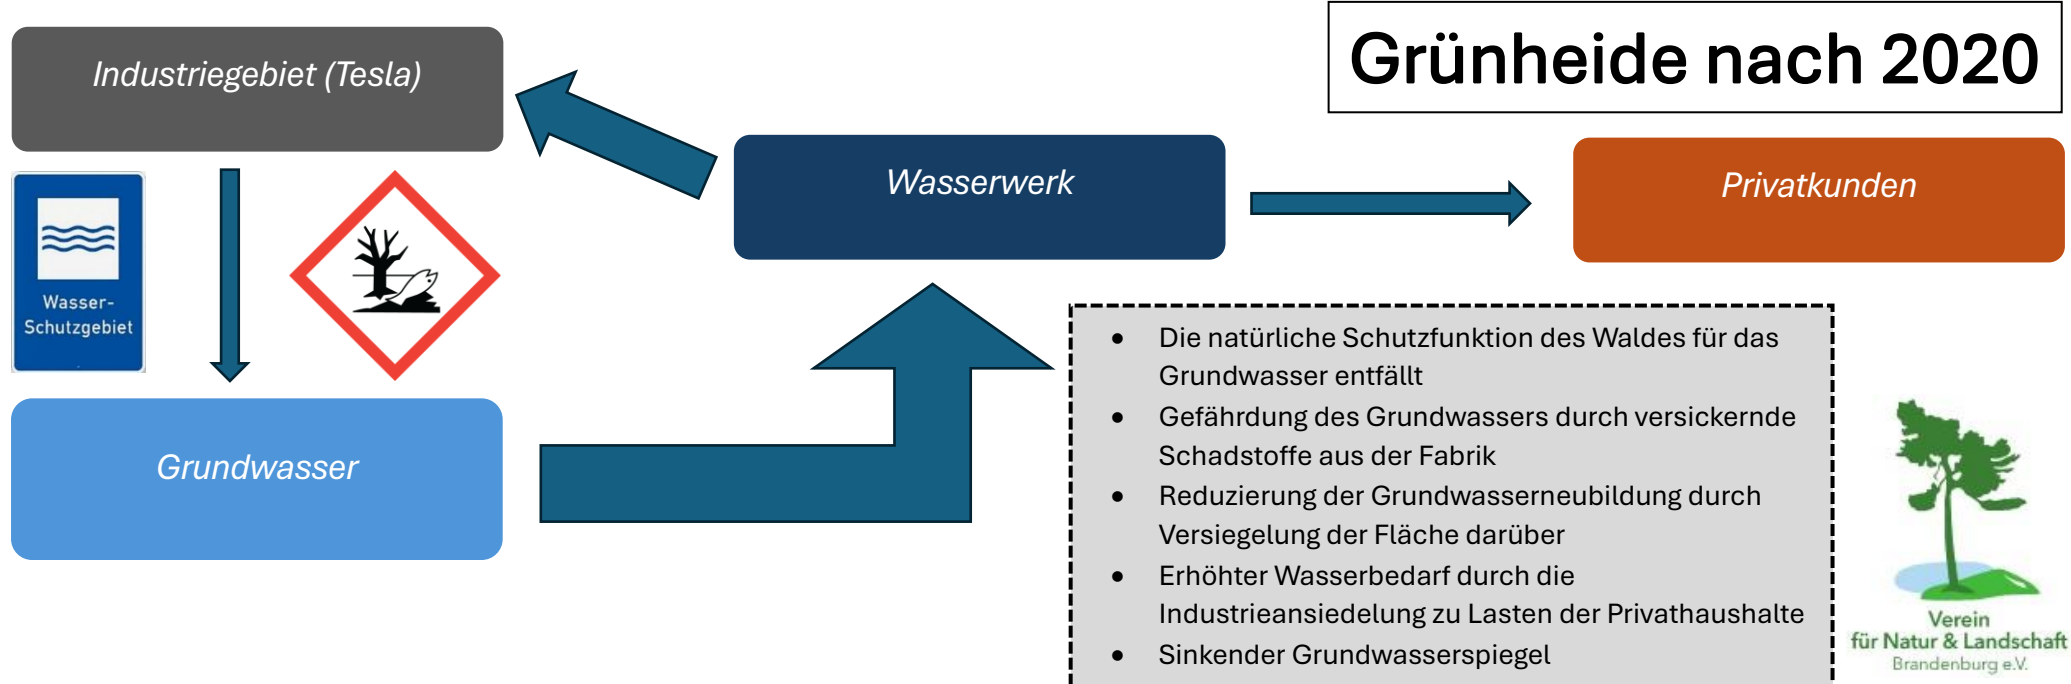 Grünheide nach 2020
Industriegebiet (Tesla)
Wasserwerk
Privatkunden
Wasser-
Schutzgebiet
Grundwasser
• Die natürliche Schutzfunktion des Waldes für das
Grundwasser entfällt
• Gefährdung des Grundwassers durch versickernde
Schadstoffe aus der Fabrik
• Reduzierung der Grundwasserneubildung durch
Versiegelung der Fläche darüber
• Erhöhter Wasserbedarf durch die
Industrieansiedelung zu Lasten der Privathaushalte
• Sinkender Grundwasserspiegel
Verein
für Natur & Landschaft
Brandenburg e.V.